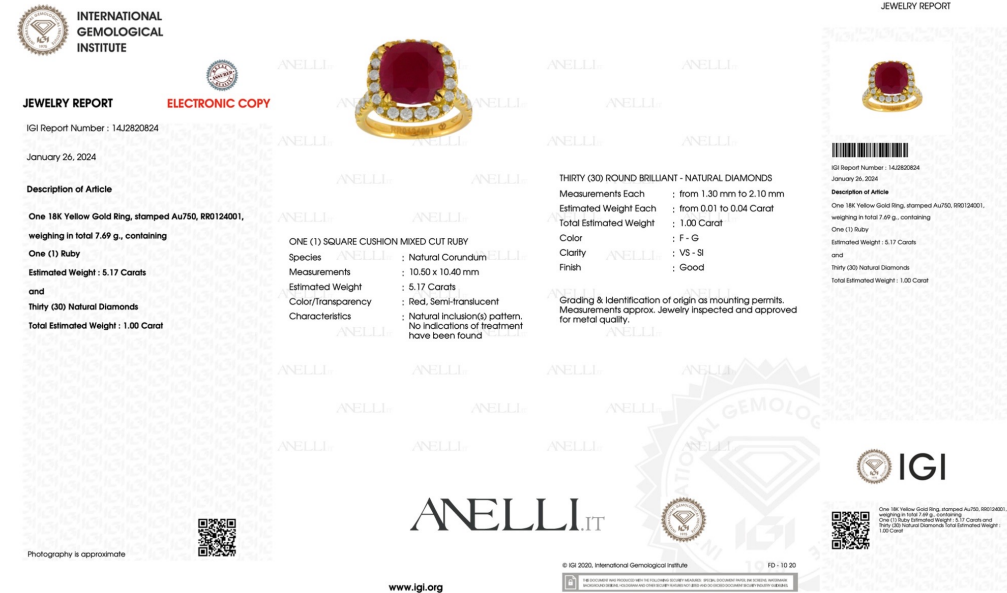 INTERNATIONAL
GEMOLOGICAL
INSTITUTE
JEWELRY REPORT
ELECTRONIC COPY
IGI Report Number : 14J2820824
January 26, 2024
Description of Article
One 18K Yellow Gold Ring, stamped Au750, RR0124001,
weighing in total 7.69 g., containing
One (1) Ruby
Estimated Weight : 5.17 Carats
and
Thirty (30) Natural Diamonds
Total Estimated Weight : 1.00 Carat
Photography is approximate
ONE (1) SQUARE CUSHION MIXED CUT RUBY
Species : Natural Corundum
Measurements : 10.50 x 10.40 mm
Estimated Weight : 5.17 Carats
Color/Transparency : Red, Semi-translucent
Characteristics : Natural inclusion(s) pattern.
No indications of treatment
have been found
ANELLI.IT
www.igi.org
THIRTY (30) ROUND BRILLIANT - NATURAL DIAMONDS
Measurements Each : from 1.30 mm to 2.10 mm
Estimated Weight Each : from 0.01 to 0.04 Carat
Total Estimated Weight : 1.00 Carat
Color : F - G
Clarity : VS - SI
Finish : Good
Grading & Identification of origin as mounting permits.
Measurements approx. Jewelry inspected and approved
for metal quality.
© IGI 2020, International Gemological Institute FD - 10 20
JEWELRY REPORT
IGI Report Number : 14J2820824
January 26, 2024
Description of Article
One 18K Yellow Gold Ring, stamped Au750, RR0124001,
weighing in total 7.69 g., containing
One (1) Ruby
Estimated Weight : 5.17 Carats
and
Thirty (30) Natural Diamonds
Total Estimated Weight : 1.00 Carat
IGI
One 18K Yellow Gold Ring, stamped Au750, RR0124001,
weighing in total 7.69 g., containing
One (1) Ruby Estimated Weight : 5.17 Carats and
Thirty (30) Natural Diamonds Total Estimated Weight :
1.00 Carat